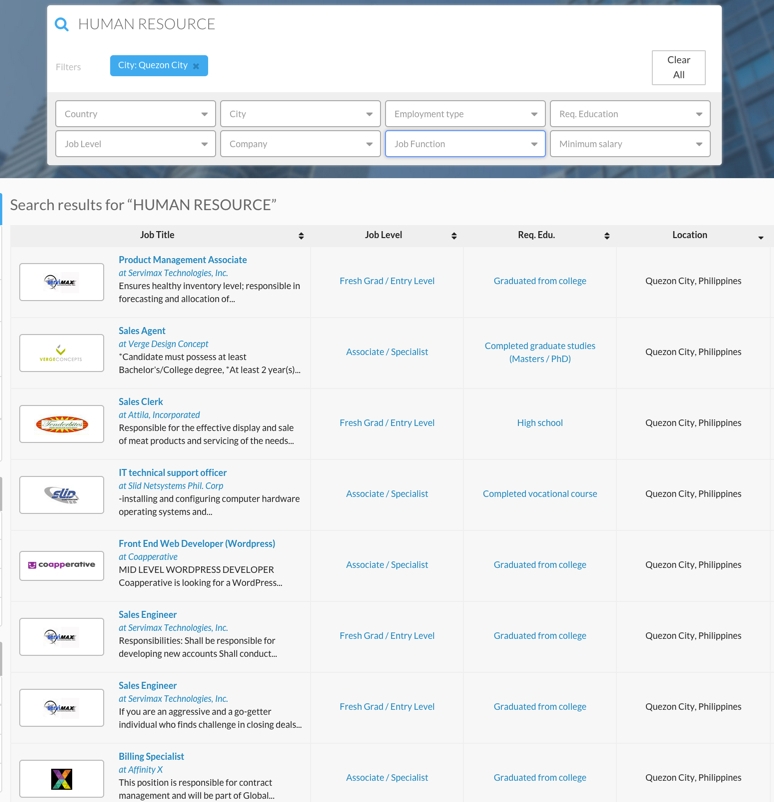 HUMAN RESOURCE
Filters
City: Quezon City ×
Clear
All
Country
City
Employment type
Req. Education
Job Level
Company
Job Function
Minimum salary
Search results for “HUMAN RESOURCE”
Job Title
Job Level
Req. Edu.
Location
Product Management Associate
at Servimax Technologies, Inc.
Ensures healthy inventory level; responsible in
forecasting and allocation of...
Fresh Grad / Entry Level
Graduated from college
Quezon City, Philippines
VERGECONCEPTS
Sales Agent
at Verge Design Concept
*Candidate must possess at least
Bachelor's/College degree, *At least 2 year(s)...
Associate / Specialist
Completed graduate studies
(Masters / PhD)
Quezon City, Philippines
Sales Clerk
at Attila, Incorporated
Responsible for the effective display and sale
of meat products and servicing of the needs...
Fresh Grad / Entry Level
High school
Quezon City, Philippines
IT technical support officer
at Slid Netsystems Phil. Corp
-installing and configuring computer hardware
operating systems and...
Associate / Specialist
Completed vocational course
Quezon City, Philippines
coapperative
Front End Web Developer (Wordpress)
at Coapperative
MID LEVEL WORDPRESS DEVELOPER
Coapperative is looking for a WordPress...
Associate / Specialist
Graduated from college
Quezon City, Philippines
Sales Engineer
at Servimax Technologies, Inc.
Responsibilities: Shall be responsible for
developing new accounts Shall conduct...
Fresh Grad / Entry Level
Graduated from college
Quezon City, Philippines
Sales Engineer
at Servimax Technologies, Inc.
If you are an aggressive and a go-getter
individual who finds challenge in closing deals...
Fresh Grad / Entry Level
Graduated from college
Quezon City, Philippines
X
Billing Specialist
at Affinity X
This position is responsible for contract
management and will be part of Global...
Associate / Specialist
Graduated from college
Quezon City, Philippines